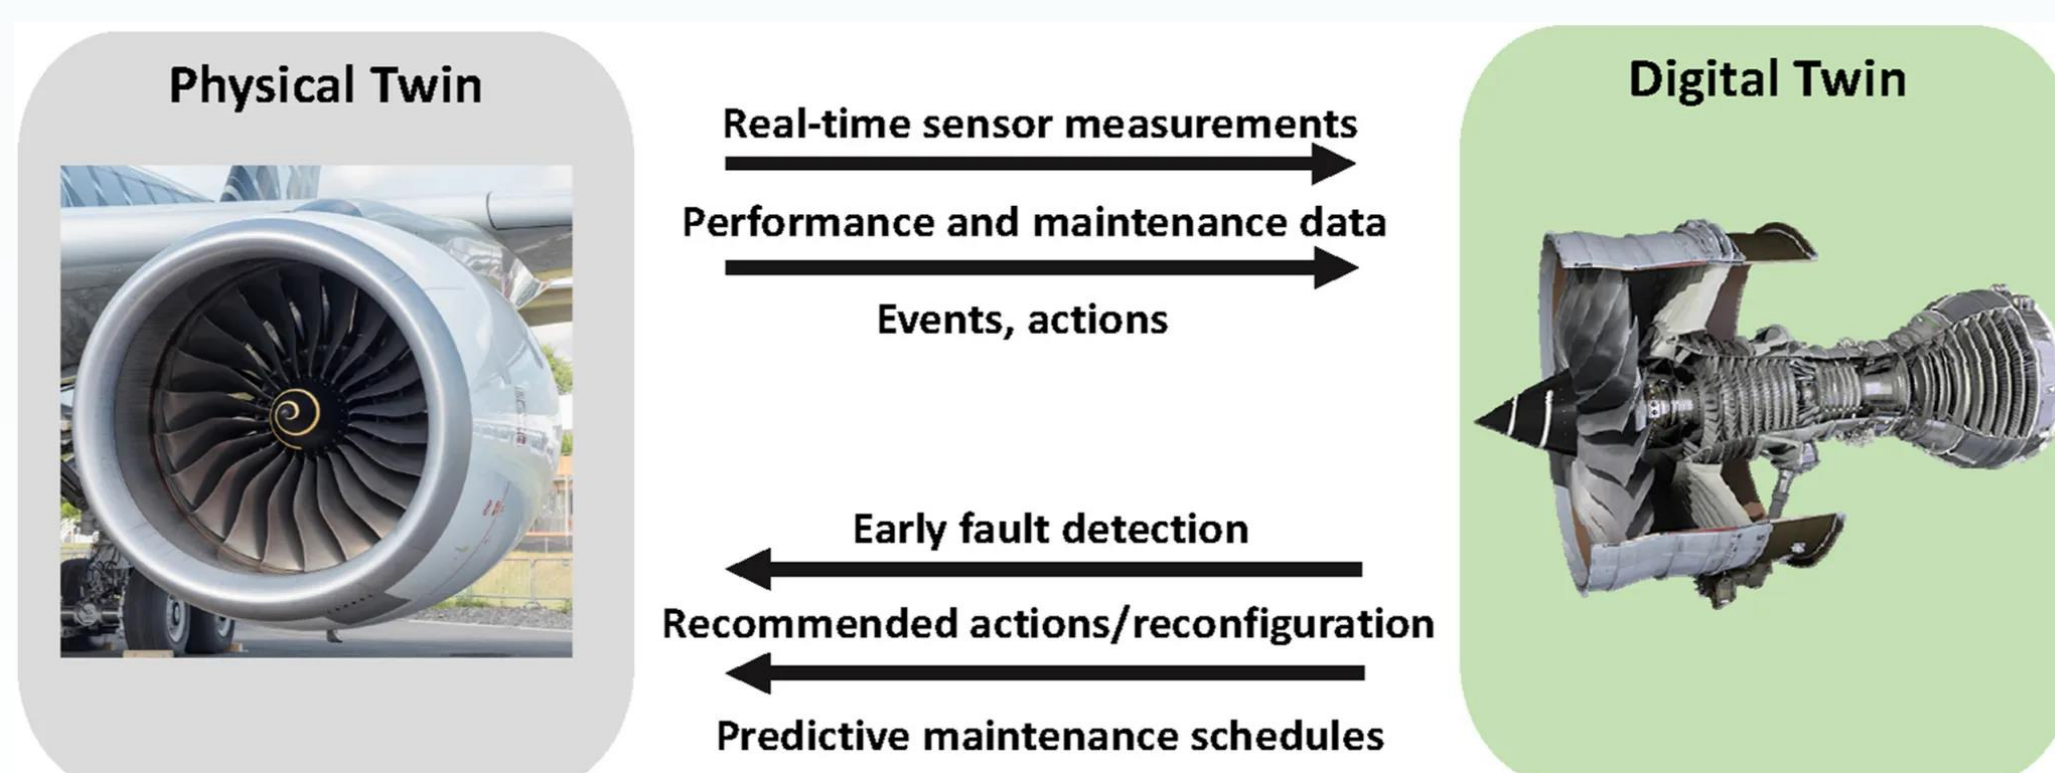 Physical Twin
Digital Twin
Real-time sensor measurements
Performance and maintenance data
Events, actions
Early fault detection
Recommended actions/reconfiguration
Predictive maintenance schedules